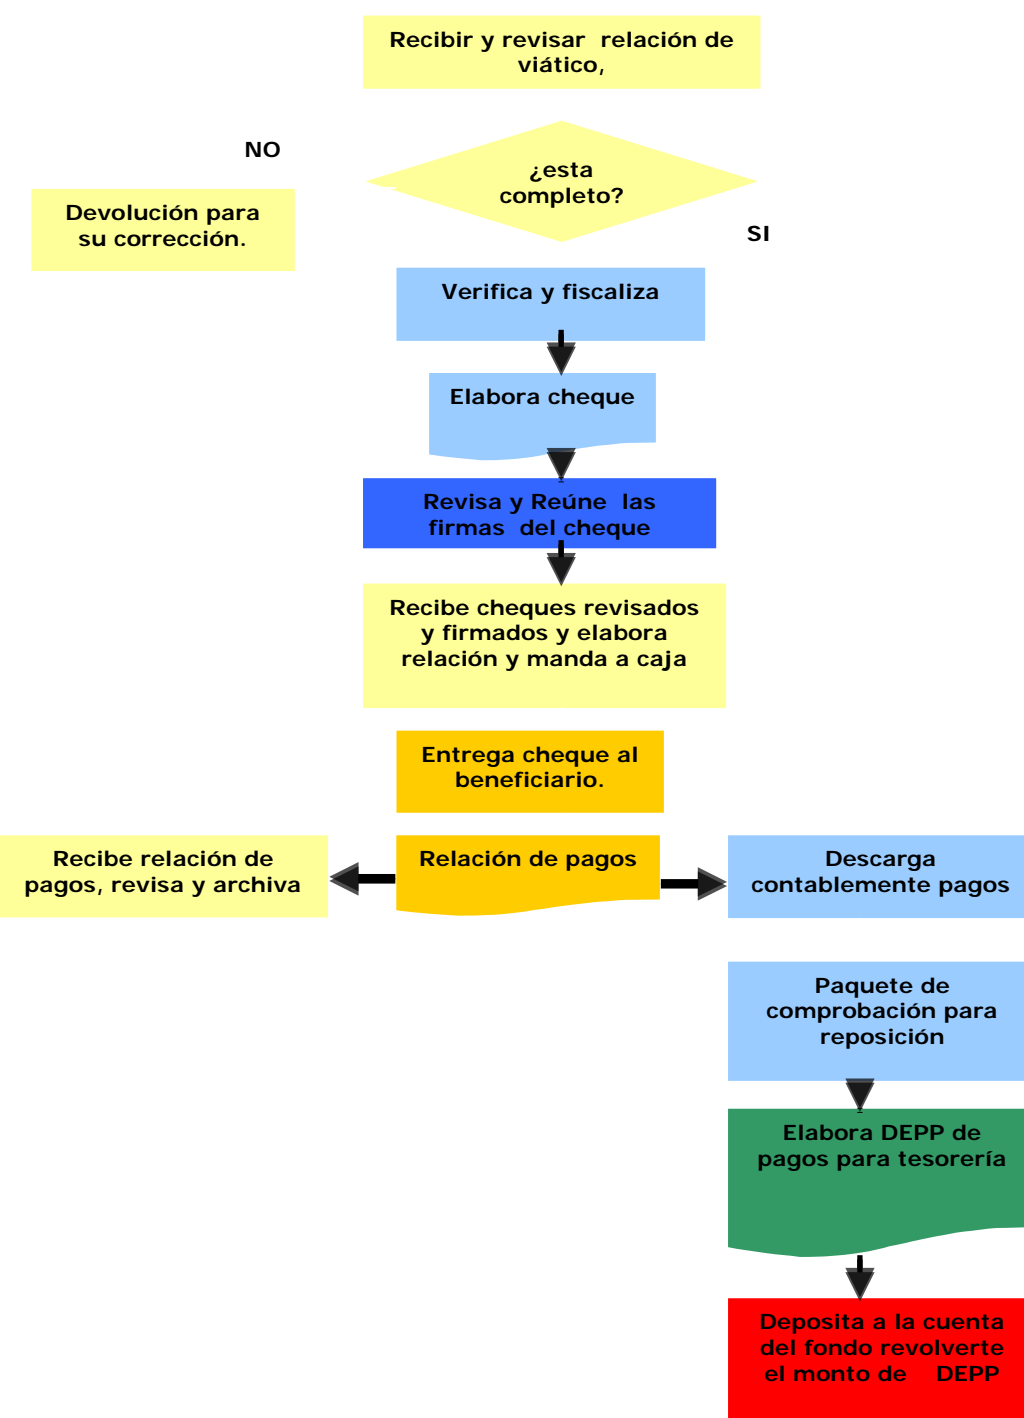 Recibir y revisar relación de
viático,
NO
¿esta
completo?
Devolución para
su corrección.
SI
Verifica y fiscaliza
Elabora cheque
Revisa y Reúne las
firmas del cheque
Recibe cheques revisados
y firmados y elabora
relación y manda a caja
Entrega cheque al
beneficiario.
Recibe relación de
pagos, revisa y archiva
Relación de pagos
Descarga
contablemente pagos
Paquete de
comprobación para
reposición
Elabora DEPP de
pagos para tesorería
Deposita a la cuenta
del fondo revolverte
el monto de DEPP